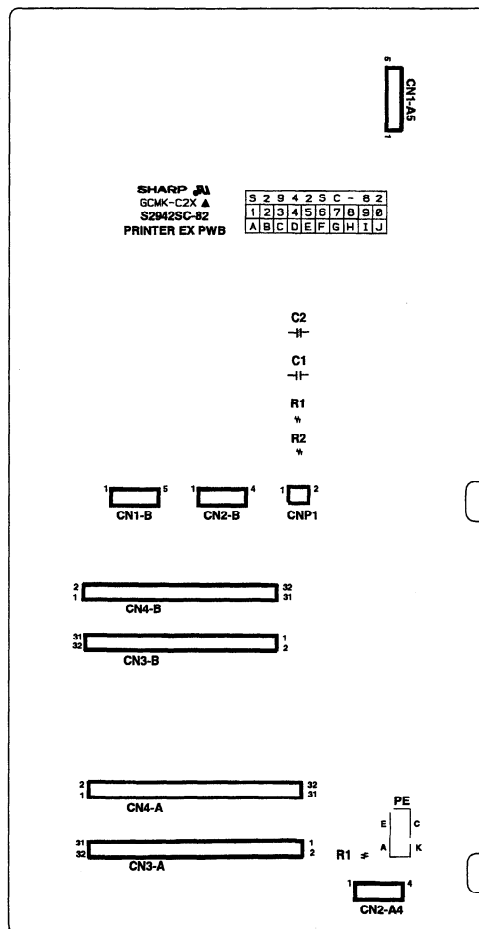 5
CN1-A5
1
SHARP
GCMK-C2X ▲
S2942SC-82
PRINTER EX PWB
S 2 9 4 2 S C - 8 2
1 2 3 4 5 6 7 8 9 0
A B C D E F G H I J
C2
C1
R1
R2
1 5
CN1-B
1 4
CN2-B
1 2
CNP1
2 32
1 31
CN4-B
31 1
32 2
CN3-B
2 32
1 31
CN4-A
PE
E C
A K
31 1
32 2
CN3-A
R1
1 4
CN2-A4